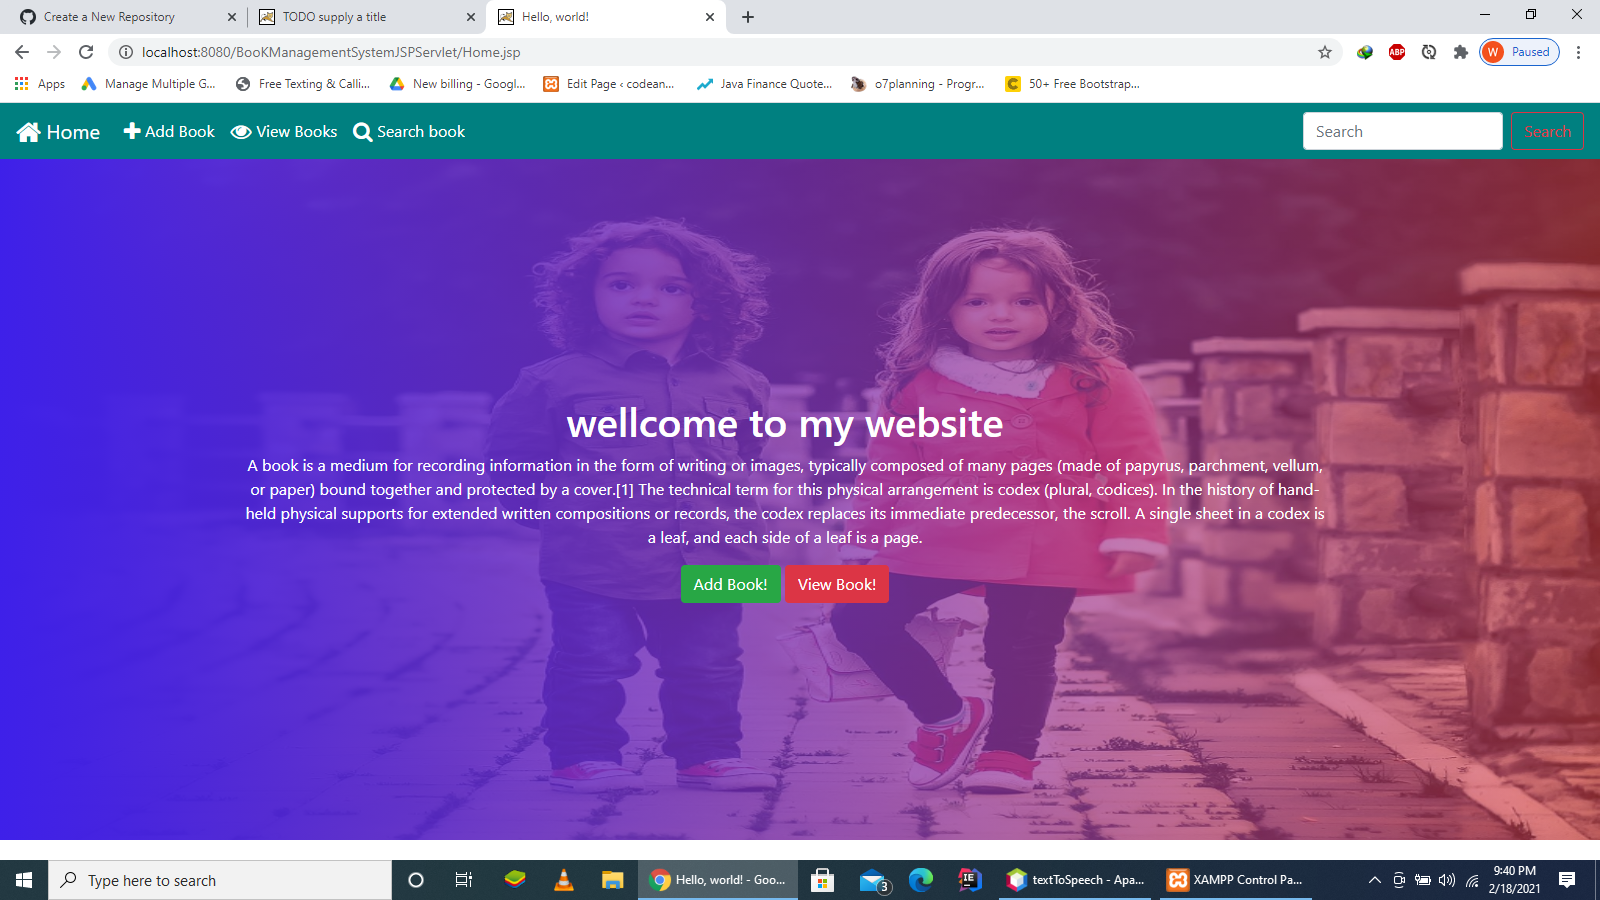 Create a New Repository
TODO supply a title
Hello, world!
localhost:8080/BooKManagementSystemJSPServlet/Home.jsp
ABP
W
Paused
Apps
Manage Multiple G...
Free Texting & Calli...
New billing - Googl...
Edit Page ‹ codean...
Java Finance Quote...
o7planning - Progr...
50+ Free Bootstrap...
Home
Add Book
View Books
Search book
Search
Search
wellcome to my website
A book is a medium for recording information in the form of writing or images, typically composed of many pages (made of papyrus, parchment, vellum,
or paper) bound together and protected by a cover.[1] The technical term for this physical arrangement is codex (plural, codices). In the history of hand-
held physical supports for extended written compositions or records, the codex replaces its immediate predecessor, the scroll. A single sheet in a codex is
a leaf, and each side of a leaf is a page.
Add Book!
View Book!
Type here to search
Hello, world! - Goo...
3
IE
textToSpeech - Apa...
XAMPP Control Pa...
9:40 PM
2/18/2021